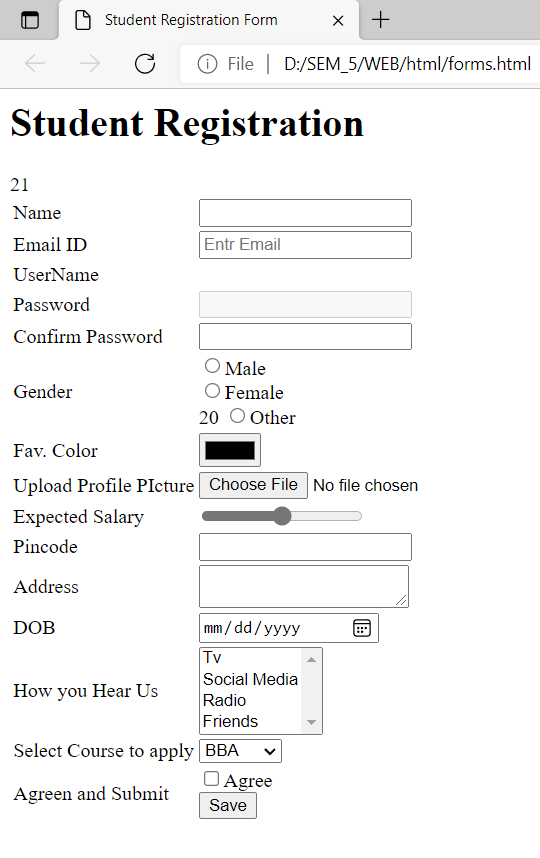 Student Registration Form
File D:/SEM_5/WEB/html/forms.html
Student Registration
21
Name
Email ID Entr Email
UserName
Password
Confirm Password
Male
Gender Female
20 Other
Fav. Color
Upload Profile PIcture Choose File No file chosen
Expected Salary
Pincode
Address
DOB mm/dd/yyyy
Tv
Social Media
How you Hear Us
Radio
Friends
Select Course to apply BBA
Agree
Agreen and Submit
Save